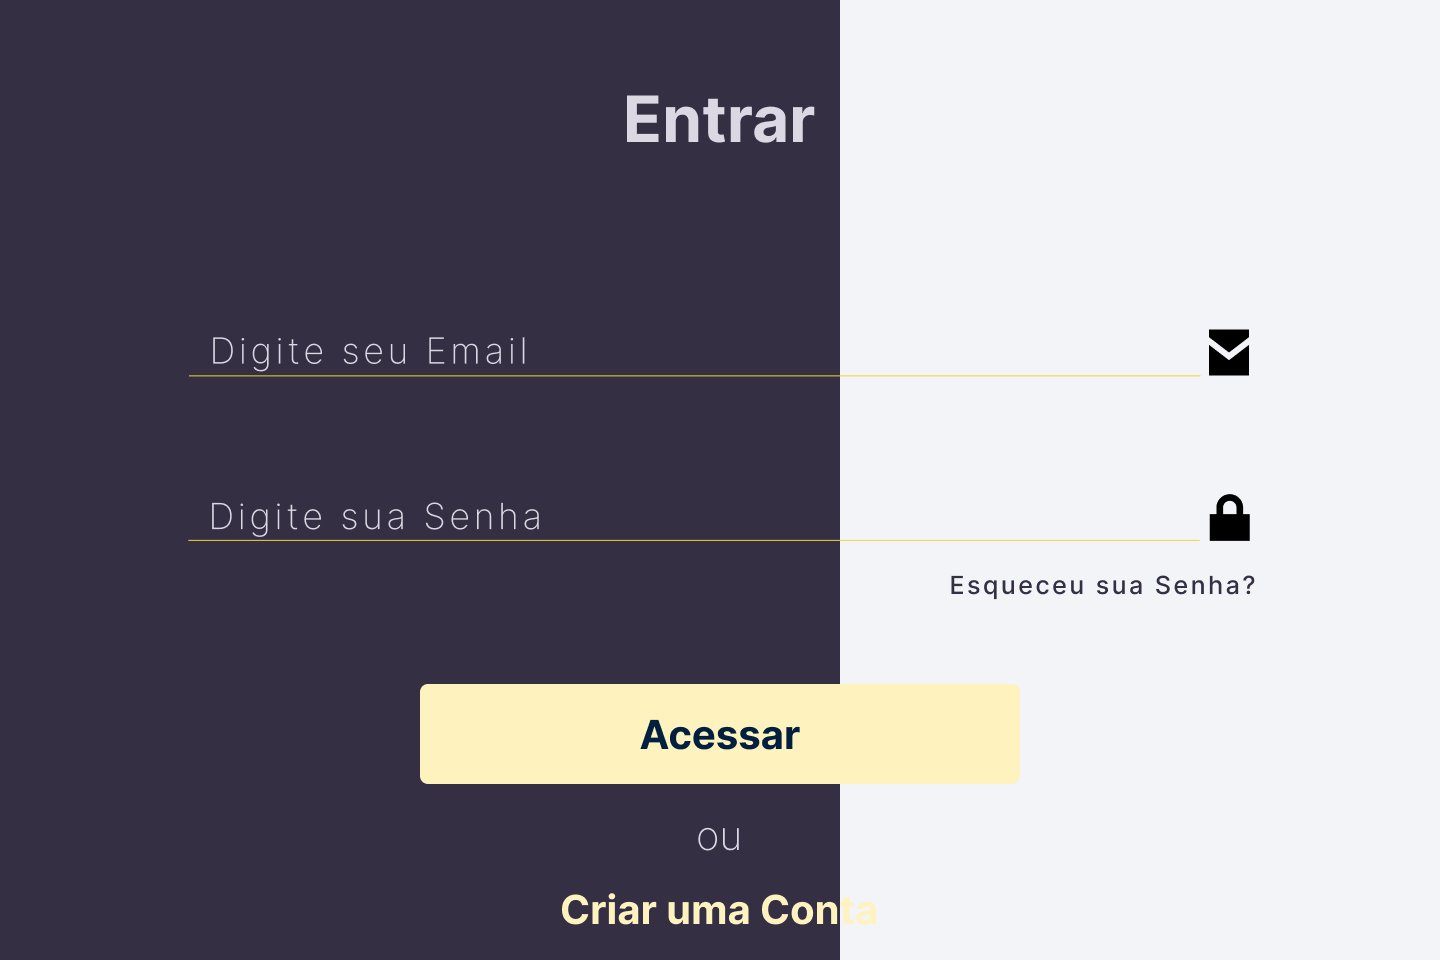 Entrar
Digite seu Email
Digite sua Senha
Esqueceu sua Senha?
Acessar
ou
Criar uma Conta